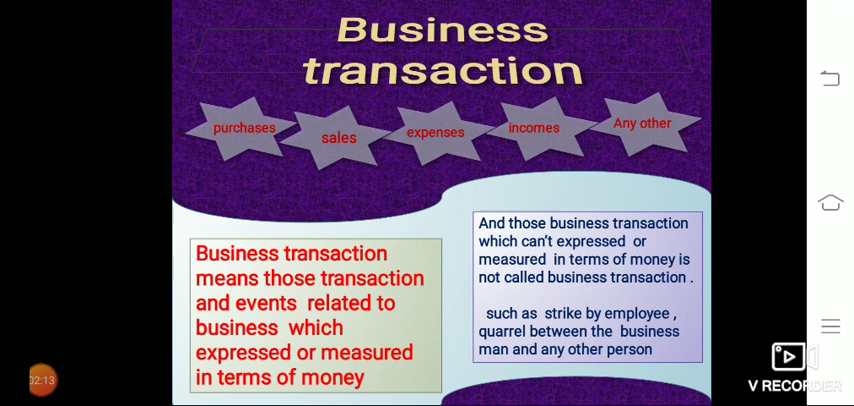 Business
transaction
purchases
sales
expenses
incomes
Any other
Business transaction
means those transaction
and events related to
business which
expressed or measured
in terms of money
And those business transaction
which can't expressed or
measured in terms of money is
not called business transaction .
such as strike by employee ,
quarrel between the business
man and any other person
02:13
V RECORDER